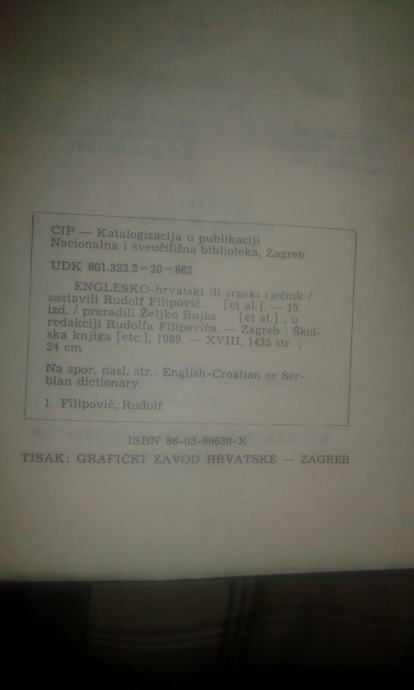 CIP — Katalogizacija u publikaciji
Nacionalna i sveučilišna biblioteka, Zagreb
UDK 801.323.2=20=862
ENGLESKO-hrvatski ili srpski rječnik /
sastavili Rudolf Filipović... [et al.]. — 15.
izd. / preradili Željko Bujas... [et al.] ; u
redakciji Rudolfa Filipovića. — Zagreb : Škol-
ska knjiga [etc.], 1989. — XVIII, 1435 str. ;
24 cm
Na spor. nasl. str.: English-Croatian or Ser-
bian dictionary.
1. Filipović, Rudolf
ISBN 86-03-99630-X
TISAK: GRAFIČKI ZAVOD HRVATSKE — ZAGREB